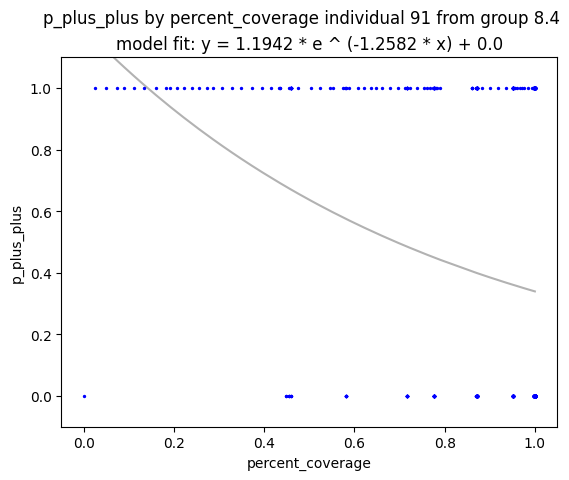 p_plus_plus by percent_coverage individual 91 from group 8.4
model fit: y = 1.1942 * e ^ (-1.2582 * x) + 0.0
1.0
0.8
0.6
0.4
0.2
0.0
p_plus_plus
0.0 0.2 0.4 0.6 0.8 1.0
percent_coverage